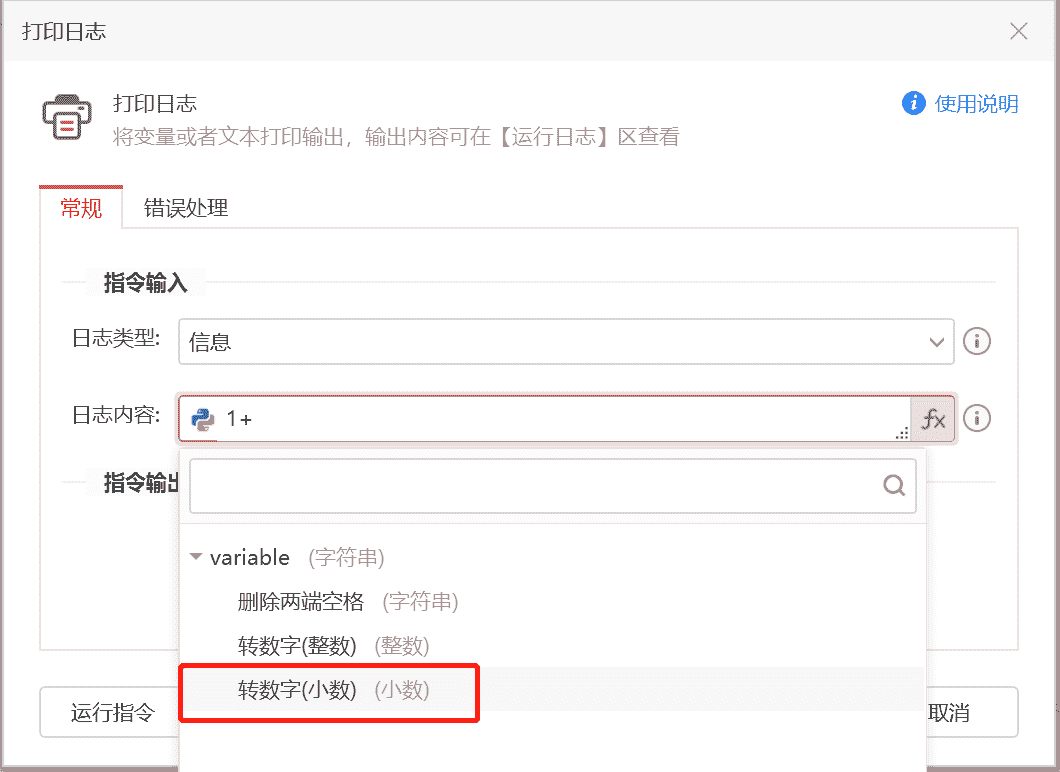 打印日志
打印日志
使用说明
将变量或者文本打印输出，输出内容可在【运行日志】区查看
常规
错误处理
指令输入
日志类型:
信息
日志内容:
1+
fx
指令输出
variable (字符串)
删除两端空格 (字符串)
转数字(整数) (整数)
转数字(小数) (小数)
运行指令
取消